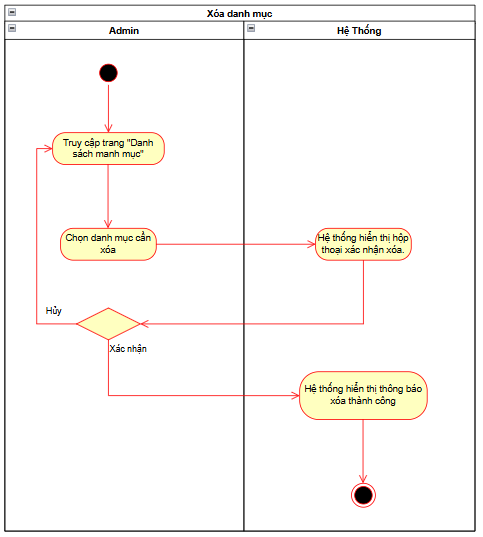 Xóa danh mục
Admin
Hệ Thống
Truy cập trang "Danh
sách manh mục"
Chọn danh mục cần
xóa
Hệ thống hiển thị hộp
thoại xác nhận xóa.
Hủy
Xác nhận
Hệ thống hiển thị thông báo
xóa thành công